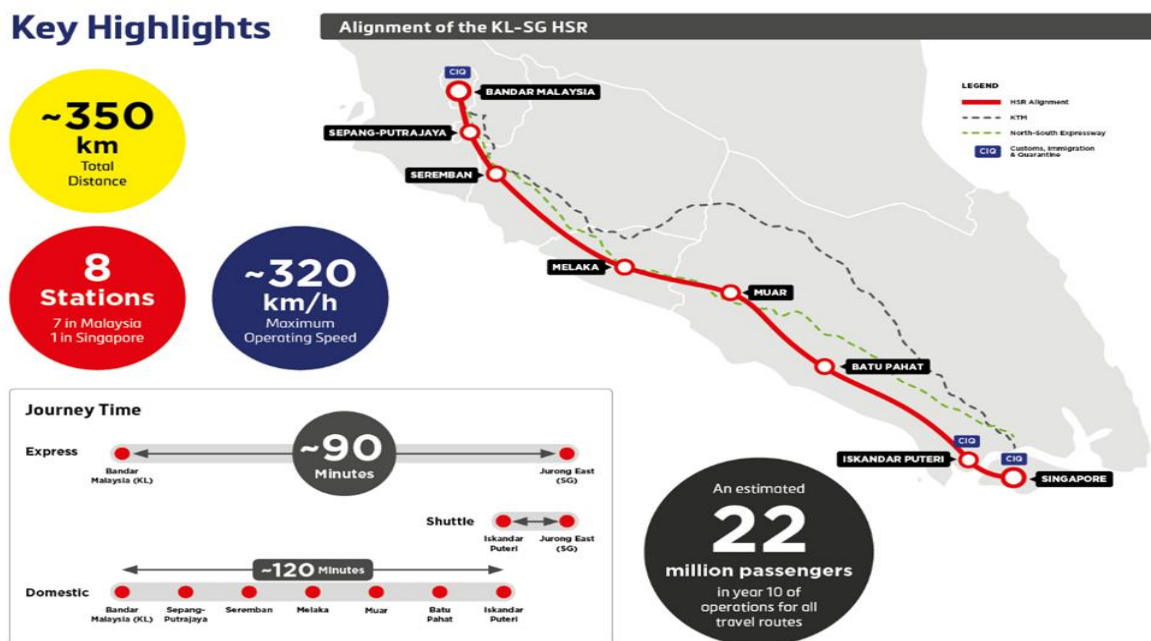 Key Highlights
Alignment of the KL-SG HSR
~350
km
Total
Distance
8
Stations
7 in Malaysia
1 in Singapore
~320
km/h
Maximum
Operating Speed
CIQ
BANDAR MALAYSIA
SEPANG-PUTRAJAYA
SEREMBAN
MELAKA
MUAR
BATU PAHAT
CIQ
ISKANDAR PUTERI
CIQ
SINGAPORE
LEGEND
HSR Alignment
KTM
North-South Expressway
CIQ
Customs, Immigration
& Quarantine
Journey Time
Express
~90
Minutes
Bandar
Malaysia (KL)
Jurong East
(SG)
Shuttle
Iskandar
Puteri
Jurong East
(SG)
~120 Minutes
Domestic
Bandar
Malaysia (KL)
Sepang-
Putrajaya
Seremban
Melaka
Muar
Batu
Pahat
Iskandar
Puteri
An estimated
22
million passengers
in year 10 of
operations for all
travel routes